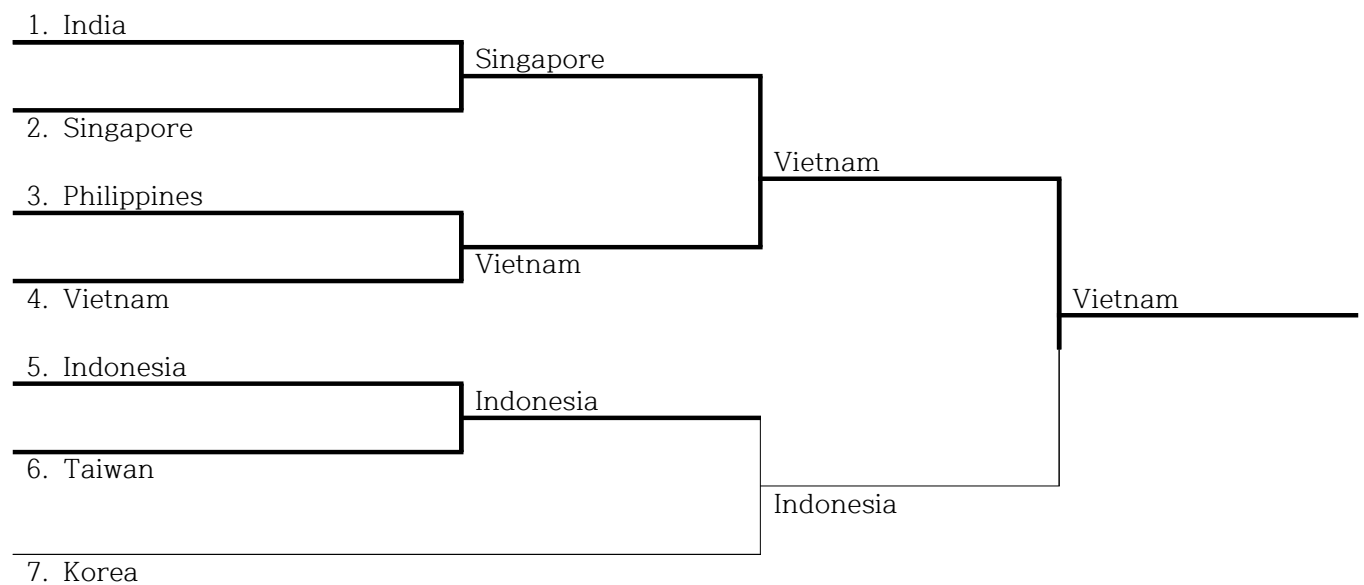 1. India
Singapore
2. Singapore
Vietnam
3. Philippines
Vietnam
4. Vietnam
Vietnam
5. Indonesia
Indonesia
6. Taiwan
Indonesia
7. Korea